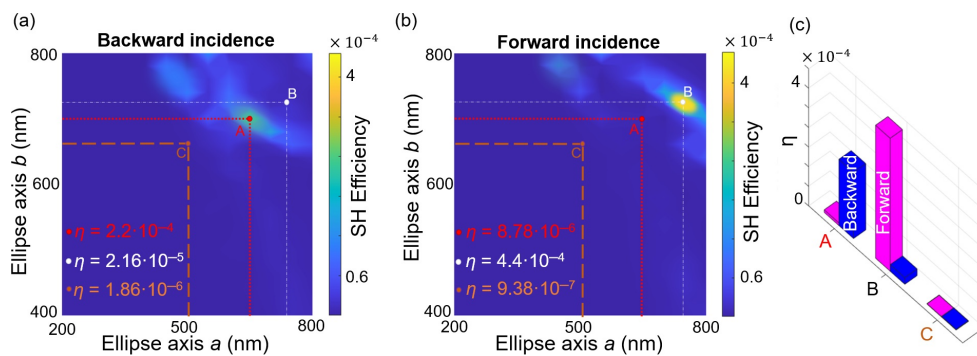 (a)
Backward incidence
× 10⁻⁴
800
600
400
Ellipse axis b (nm)
200
500
800
Ellipse axis a (nm)
A
B
C
η = 2.2·10⁻⁴
η = 2.16·10⁻⁵
η = 1.86·10⁻⁶
4
0.6
SH Efficiency
(b)
Forward incidence
× 10⁻⁴
800
600
400
Ellipse axis b (nm)
200
500
800
Ellipse axis a (nm)
A
B
C
η = 8.78·10⁻⁶
η = 4.4·10⁻⁴
η = 9.38·10⁻⁷
4
0.6
SH Efficiency
(c)
× 10⁻⁴
4
2
0
η
Backward
Forward
A
B
C